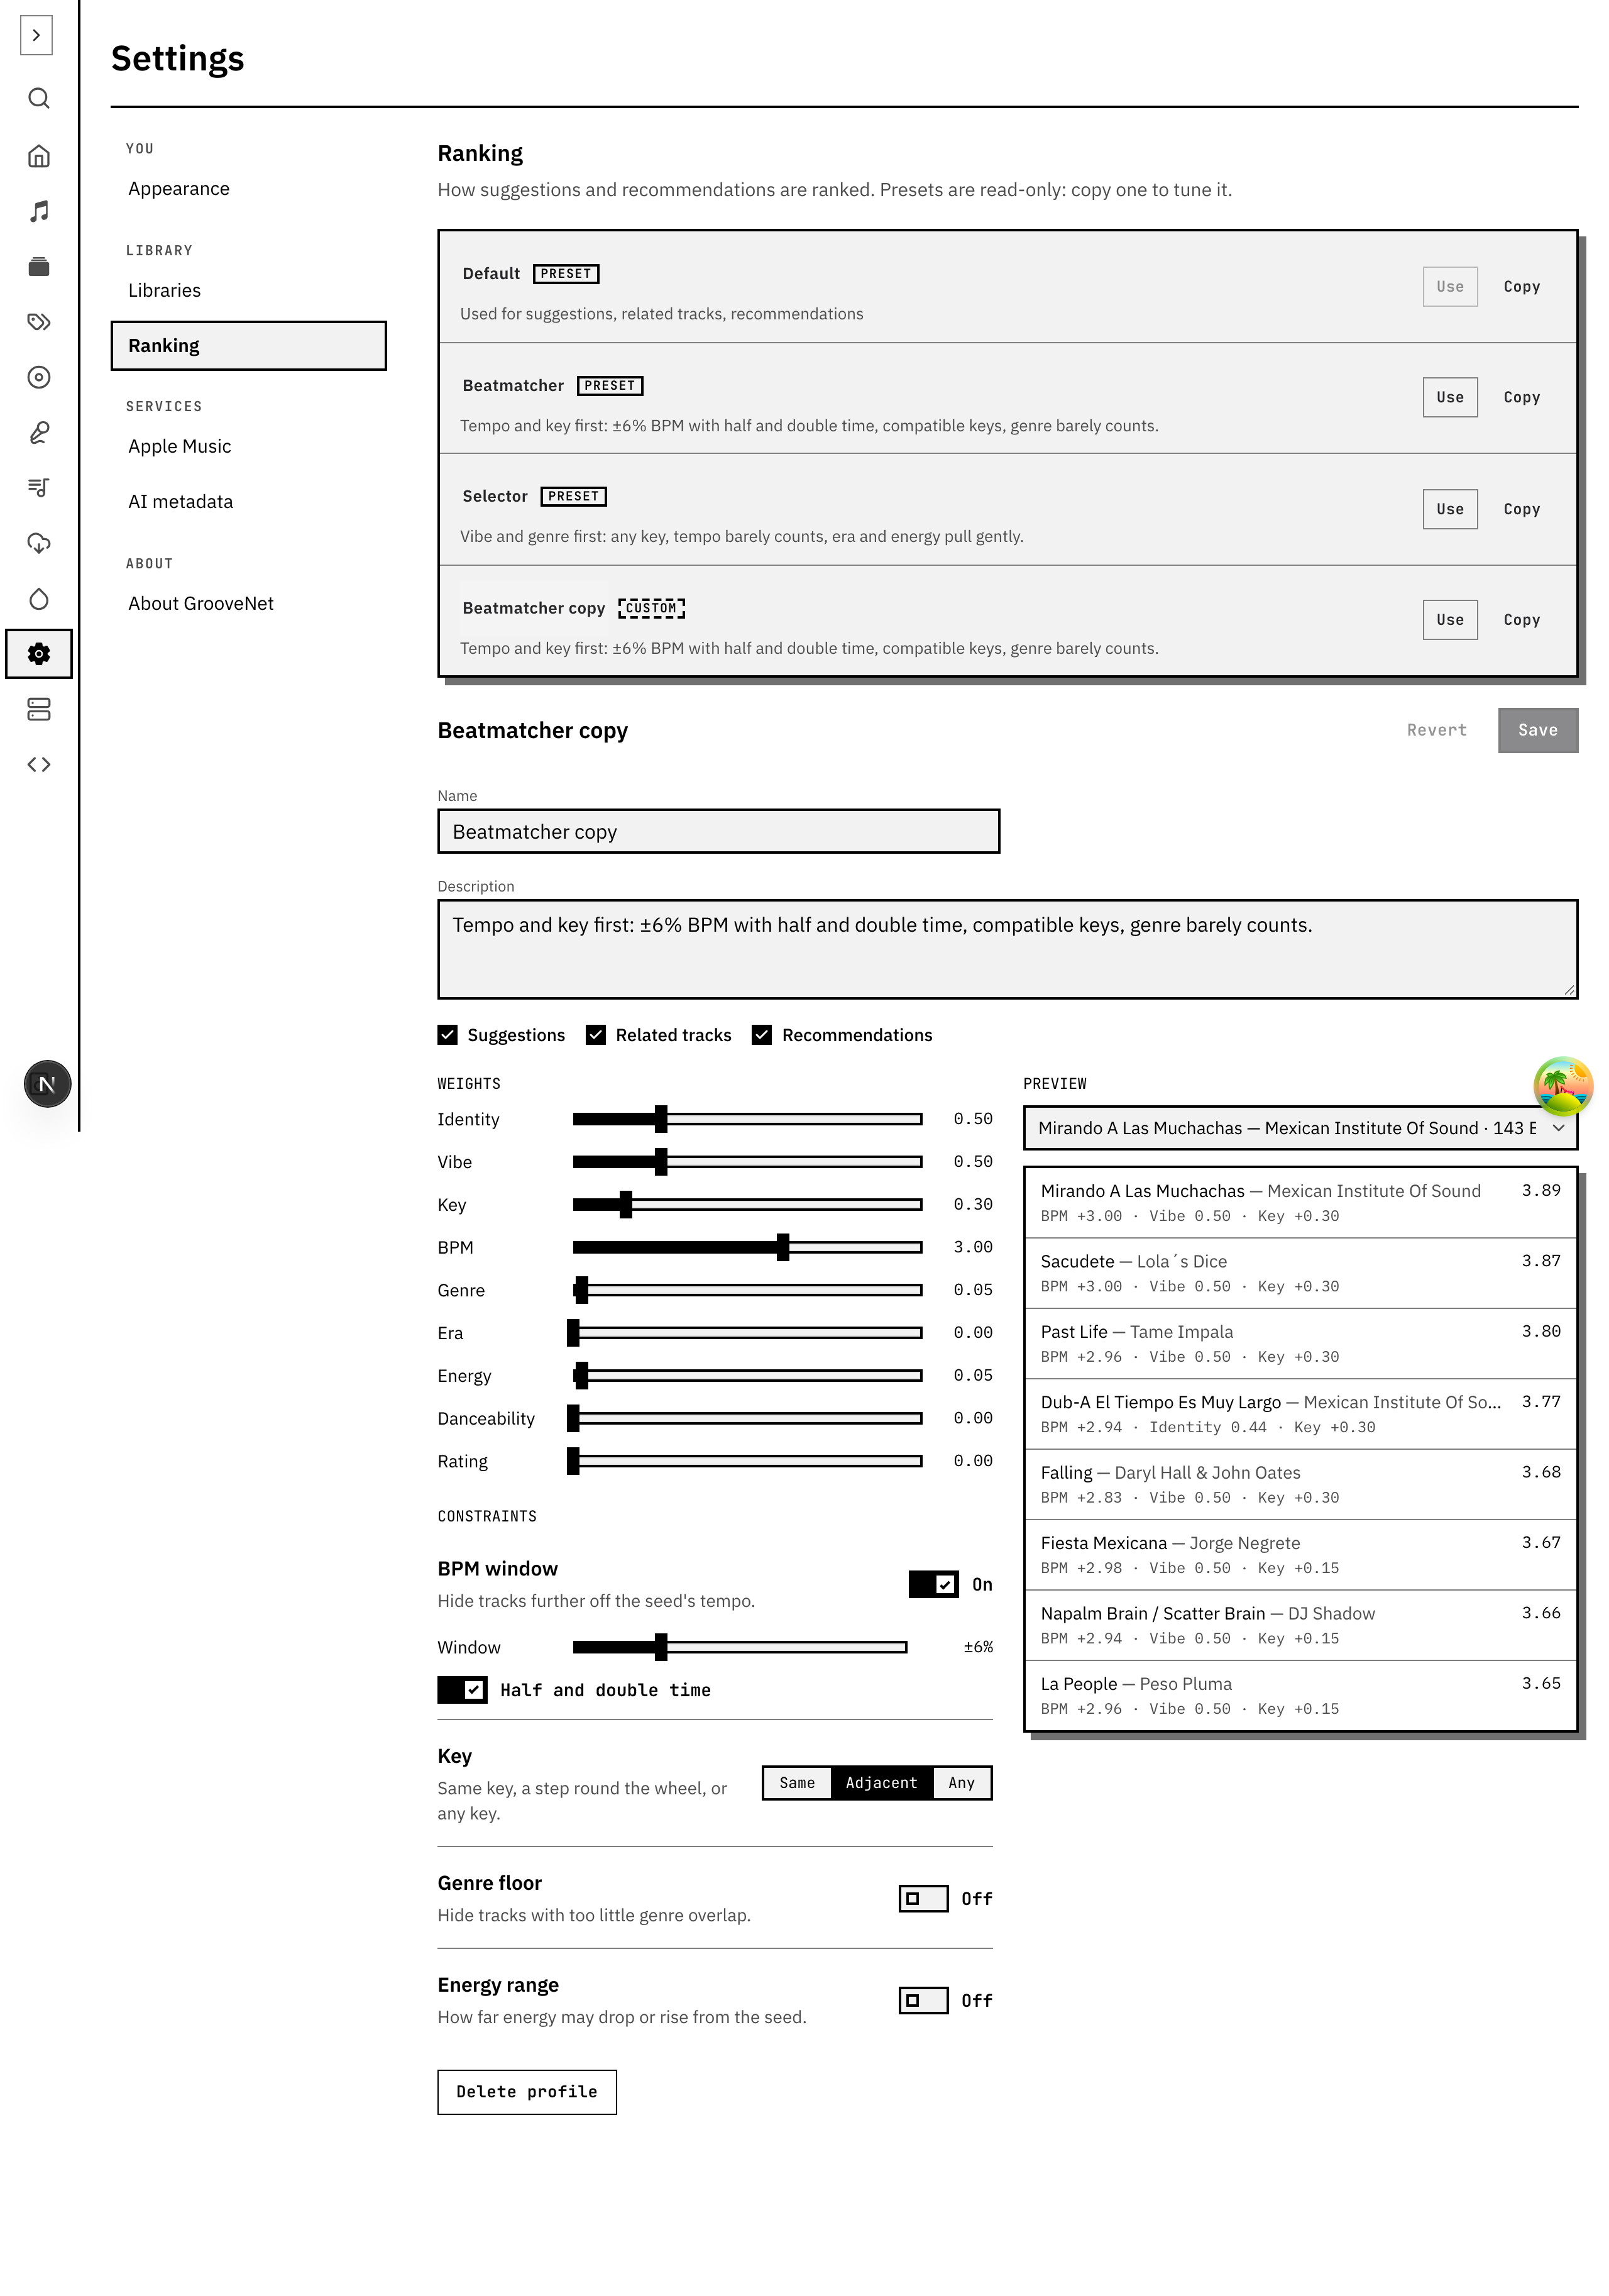 Settings
YOU
Appearance
LIBRARY
Libraries
Ranking
SERVICES
Apple Music
AI metadata
ABOUT
About GrooveNet
Ranking
How suggestions and recommendations are ranked. Presets are read-only: copy one to tune it.
Default PRESET
Used for suggestions, related tracks, recommendations
Use Copy
Beatmatcher PRESET
Tempo and key first: ±6% BPM with half and double time, compatible keys, genre barely counts.
Use Copy
Selector PRESET
Vibe and genre first: any key, tempo barely counts, era and energy pull gently.
Use Copy
Beatmatcher copy CUSTOM
Tempo and key first: ±6% BPM with half and double time, compatible keys, genre barely counts.
Use Copy
Beatmatcher copy
Revert Save
Name
Beatmatcher copy
Description
Tempo and key first: ±6% BPM with half and double time, compatible keys, genre barely counts.
Suggestions Related tracks Recommendations
WEIGHTS
Identity 0.50
Vibe 0.50
Key 0.30
BPM 3.00
Genre 0.05
Era 0.00
Energy 0.05
Danceability 0.00
Rating 0.00
CONSTRAINTS
BPM window
Hide tracks further off the seed's tempo.
On
Window ±6%
Half and double time
Key
Same key, a step round the wheel, or
any key.
Same Adjacent Any
Genre floor
Hide tracks with too little genre overlap.
Off
Energy range
How far energy may drop or rise from the seed.
Off
Delete profile
PREVIEW
Mirando A Las Muchachas — Mexican Institute Of Sound · 143 B
Mirando A Las Muchachas — Mexican Institute Of Sound 3.89
BPM +3.00 · Vibe 0.50 · Key +0.30
Sacudete — Lola´s Dice 3.87
BPM +3.00 · Vibe 0.50 · Key +0.30
Past Life — Tame Impala 3.80
BPM +2.96 · Vibe 0.50 · Key +0.30
Dub-A El Tiempo Es Muy Largo — Mexican Institute Of So... 3.77
BPM +2.94 · Identity 0.44 · Key +0.30
Falling — Daryl Hall & John Oates 3.68
BPM +2.83 · Vibe 0.50 · Key +0.30
Fiesta Mexicana — Jorge Negrete 3.67
BPM +2.98 · Vibe 0.50 · Key +0.15
Napalm Brain / Scatter Brain — DJ Shadow 3.66
BPM +2.94 · Vibe 0.50 · Key +0.15
La People — Peso Pluma 3.65
BPM +2.96 · Vibe 0.50 · Key +0.15
N